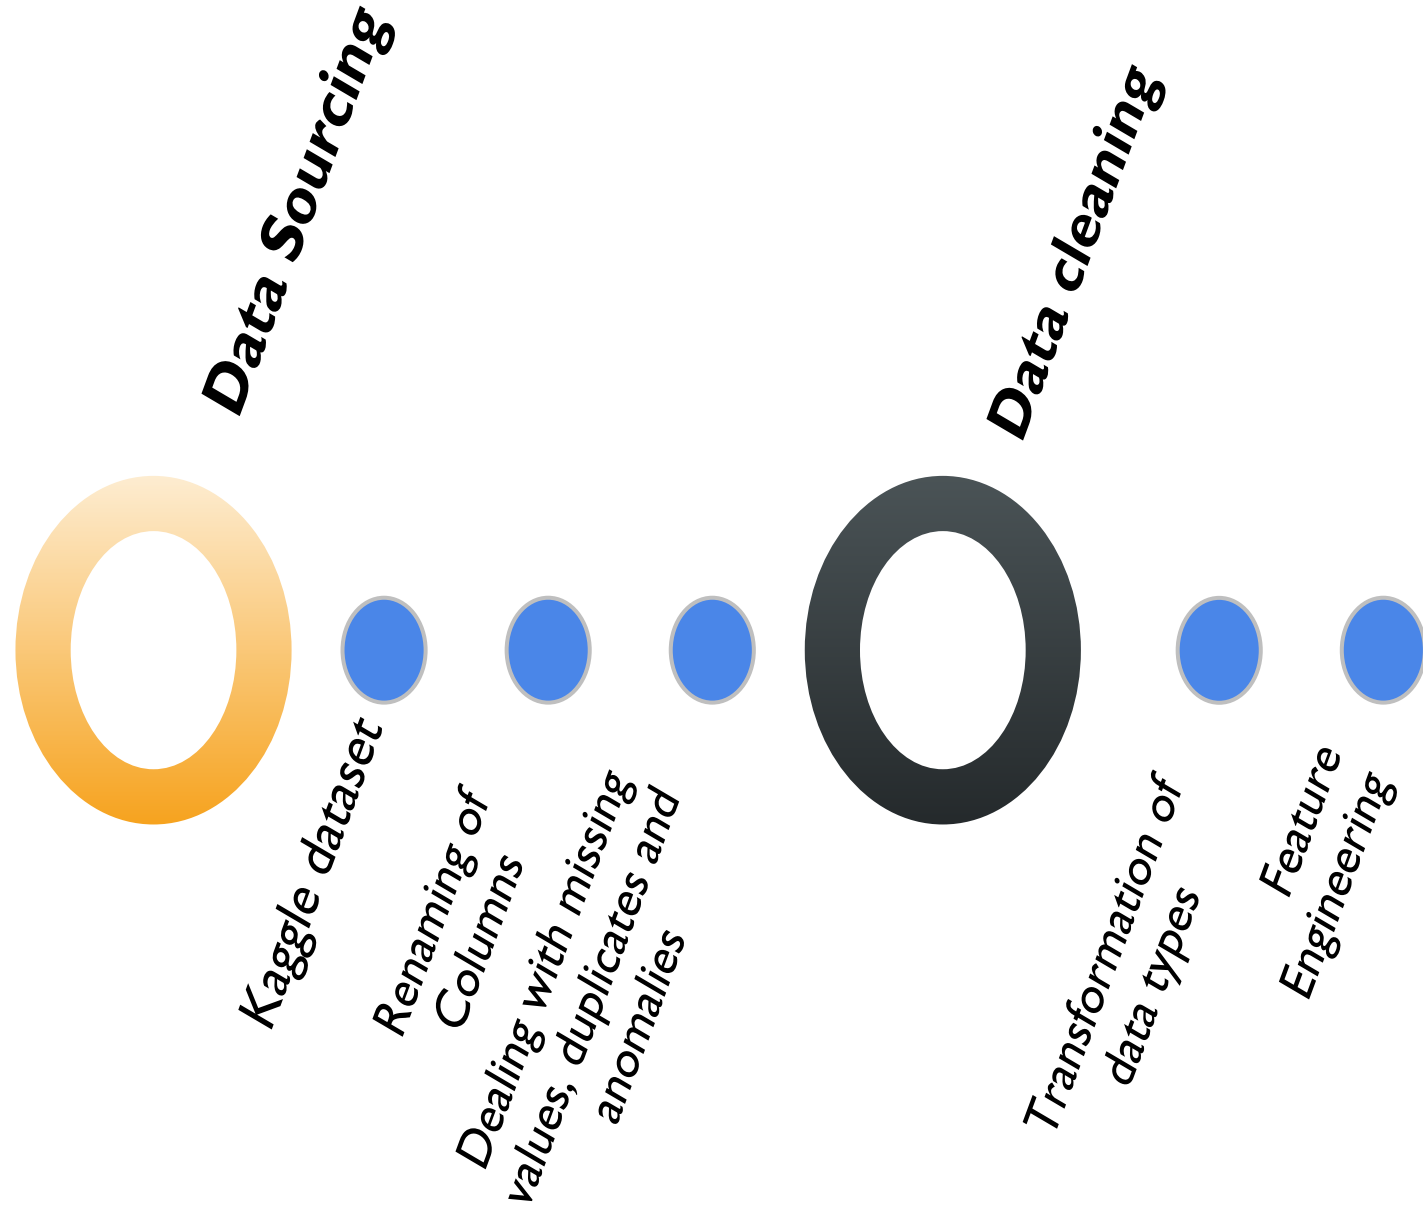 Data Sourcing
Kaggle dataset
Renaming of
Columns
Dealing with missing
values, duplicates and
anomalies
Data cleaning
Transformation of
data types
Feature
Engineering